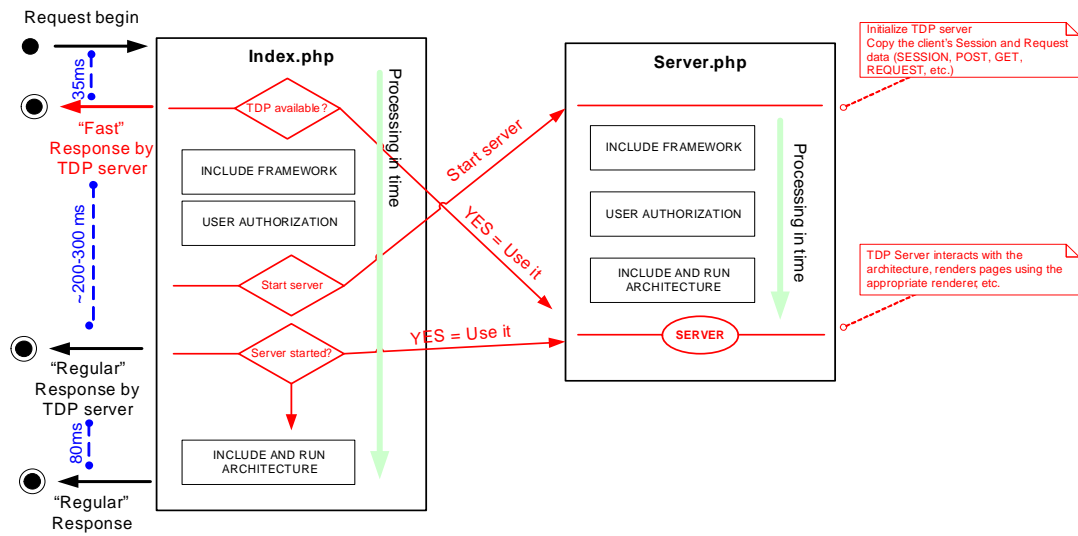 Request begin
35ms
“Fast”
Response by
TDP server
~200-300 ms
“Regular”
Response by
TDP server
80ms
“Regular”
Response
Index.php
Processing in time
TDP available?
INCLUDE FRAMEWORK
USER AUTHORIZATION
Start server
Server started?
INCLUDE AND RUN
ARCHITECTURE
Start server
YES = Use it
YES = Use it
Server.php
INCLUDE FRAMEWORK
USER AUTHORIZATION
INCLUDE AND RUN
ARCHITECTURE
SERVER
Processing in time
Initialize TDP server
Copy the client’s Session and Request
data (SESSION, POST, GET,
REQUEST, etc.)
TDP Server interacts with the
architecture, renders pages using the
appropriate renderer, etc.